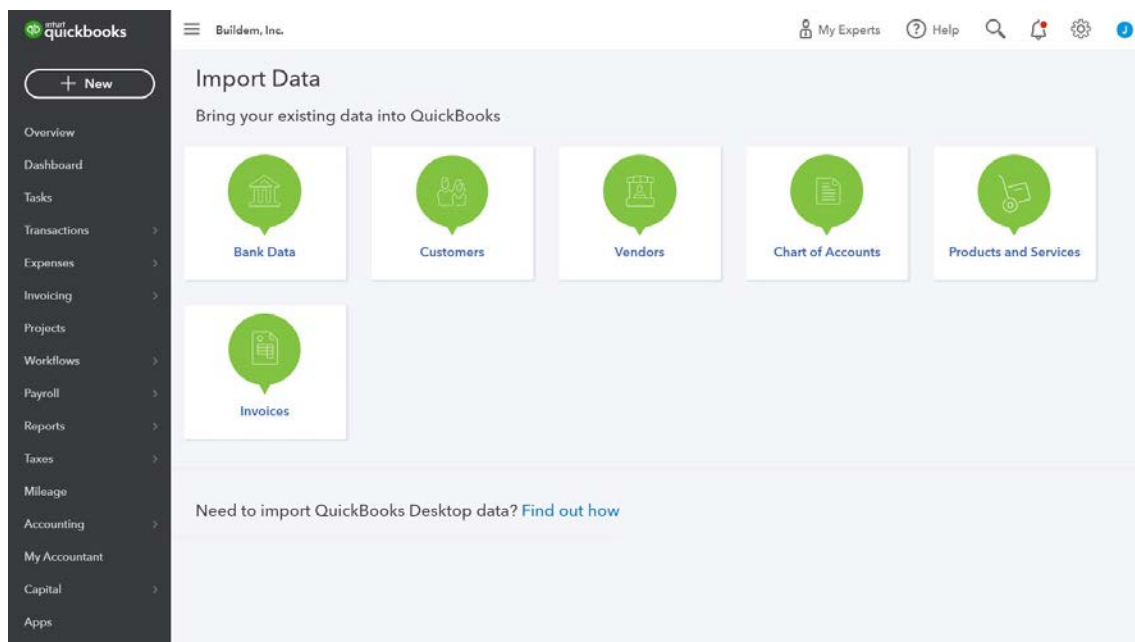 intuit
quickbooks
Buildem, Inc.
My Experts
? Help
J
+ New
Overview
Dashboard
Tasks
Transactions
Expenses
Invoicing
Projects
Workflows
Payroll
Reports
Taxes
Mileage
Accounting
My Accountant
Capital
Apps
Import Data
Bring your existing data into QuickBooks
Bank Data
Customers
Vendors
Chart of Accounts
Products and Services
Invoices
Need to import QuickBooks Desktop data? Find out how